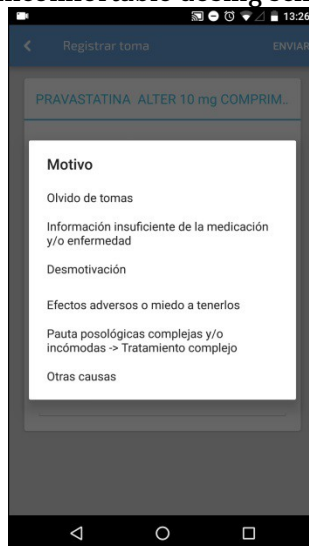 13:26
Registrar toma ENVIAR
PRAVASTATINA ALTER 10 mg COMPRIM..
Motivo
Olvido de tomas
Información insuficiente de la medicación
y/o enfermedad
Desmotivación
Efectos adversos o miedo a tenerlos
Pauta posológicas complejas y/o
incómodas -> Tratamiento complejo
Otras causas